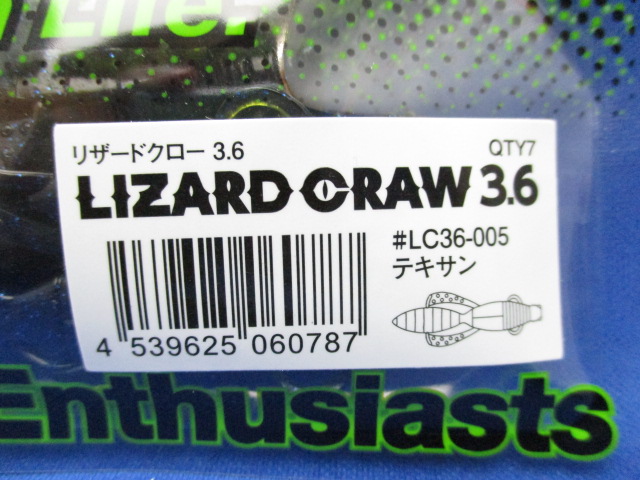 リザードクロー 3.6
QTY7
LIZARD CRAW 3.6
#LC36-005
テキサン
4 539625 060787
Enthusiasts